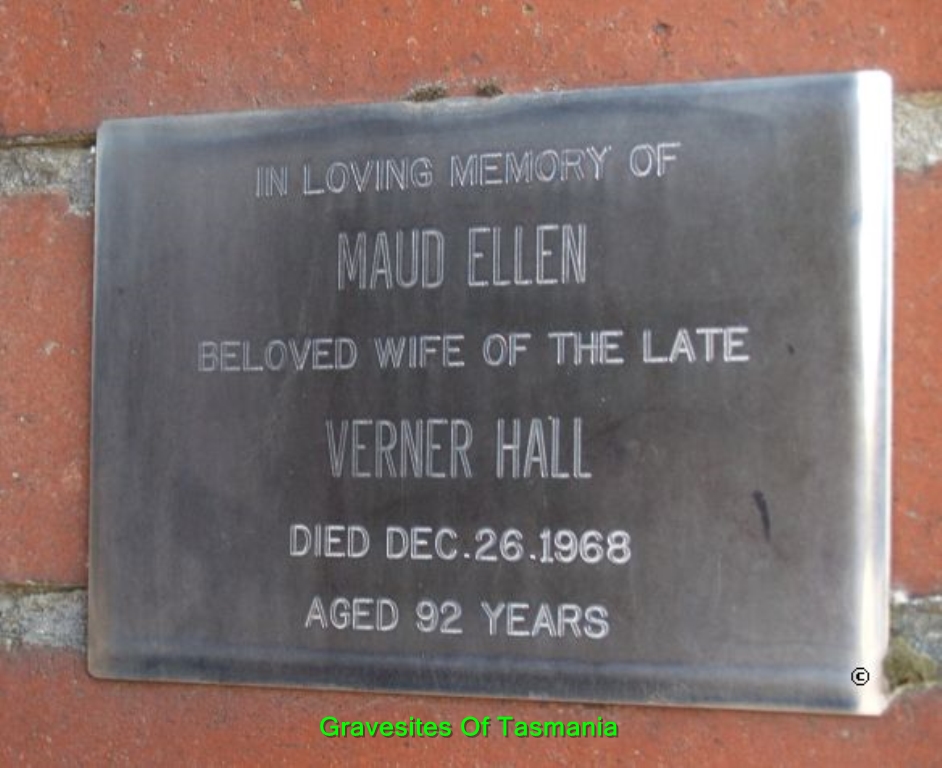 IN LOVING MEMORY OF
MAUD ELLEN
BELOVED WIFE OF THE LATE
VERNER HALL
DIED DEC.26.1968
AGED 92 YEARS
©
Gravesites Of Tasmania